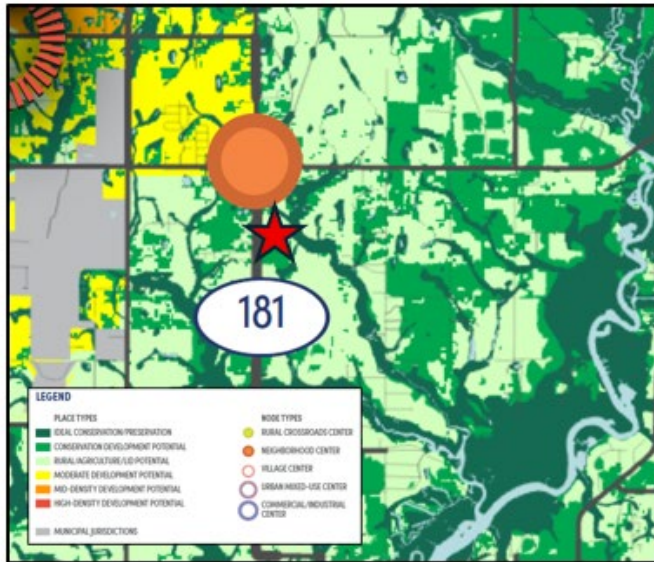 181
LEGEND
PLACE TYPES
IDEAL CONSERVATION/PRESERVATION
CONSERVATION DEVELOPMENT POTENTIAL
RURAL/AGRICULTURE/LID POTENTIAL
MODERATE DEVELOPMENT POTENTIAL
MID-DENSITY DEVELOPMENT POTENTIAL
HIGH-DENSITY DEVELOPMENT POTENTIAL
MUNICIPAL JURISDICTIONS
NODE TYPES
RURAL CROSSROADS CENTER
NEIGHBORHOOD CENTER
VILLAGE CENTER
URBAN MIXED-USE CENTER
COMMERCIAL/INDUSTRIAL
CENTER